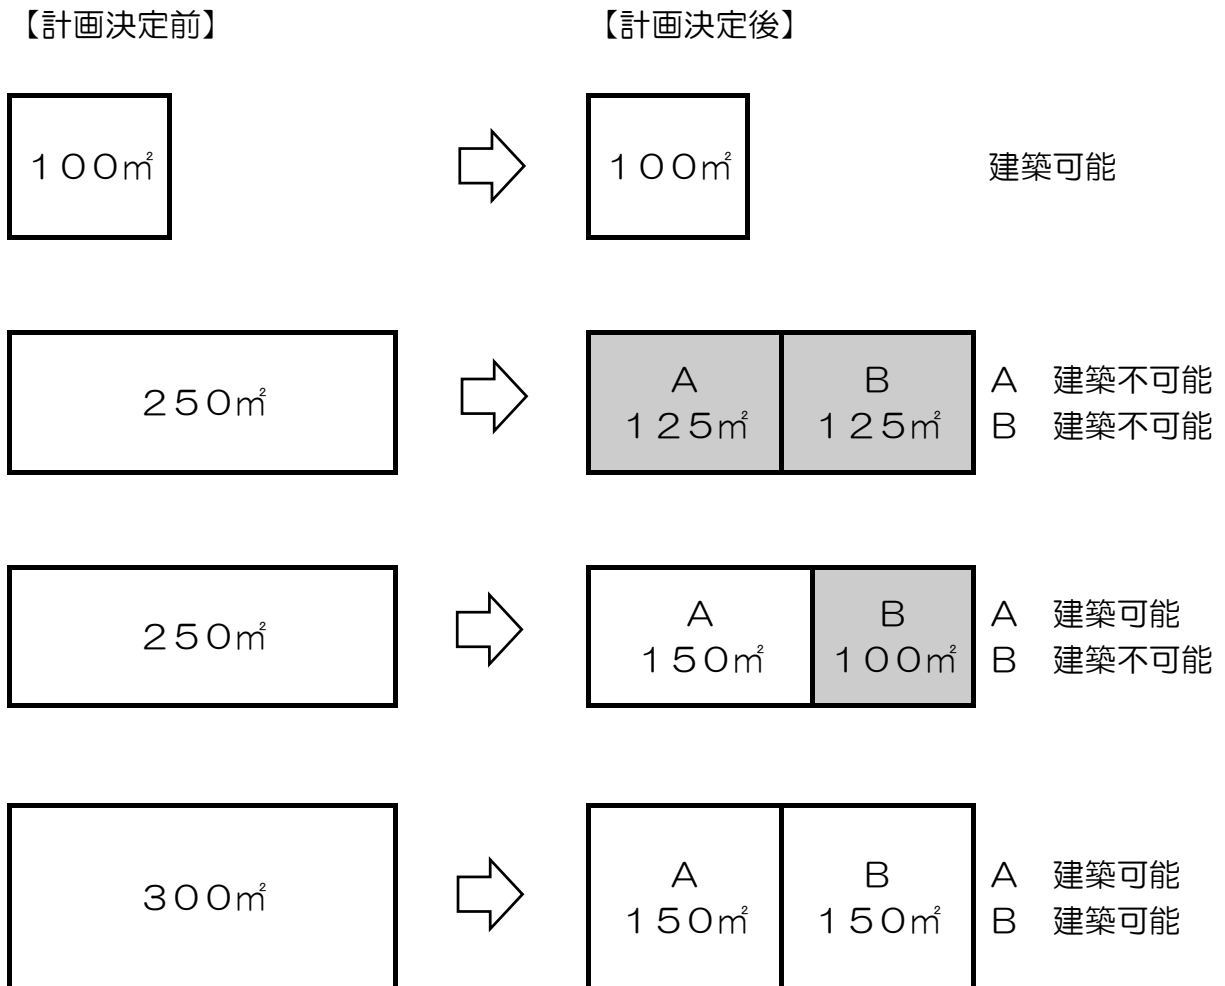 【計画決定前】
【計画決定後】
１００㎡
１００㎡
建築可能
２５０㎡
A
１２５㎡
B
１２５㎡
A　建築不可能
B　建築不可能
２５０㎡
A
１５０㎡
B
１００㎡
A　建築可能
B　建築不可能
３００㎡
A
１５０㎡
B
１５０㎡
A　建築可能
B　建築可能